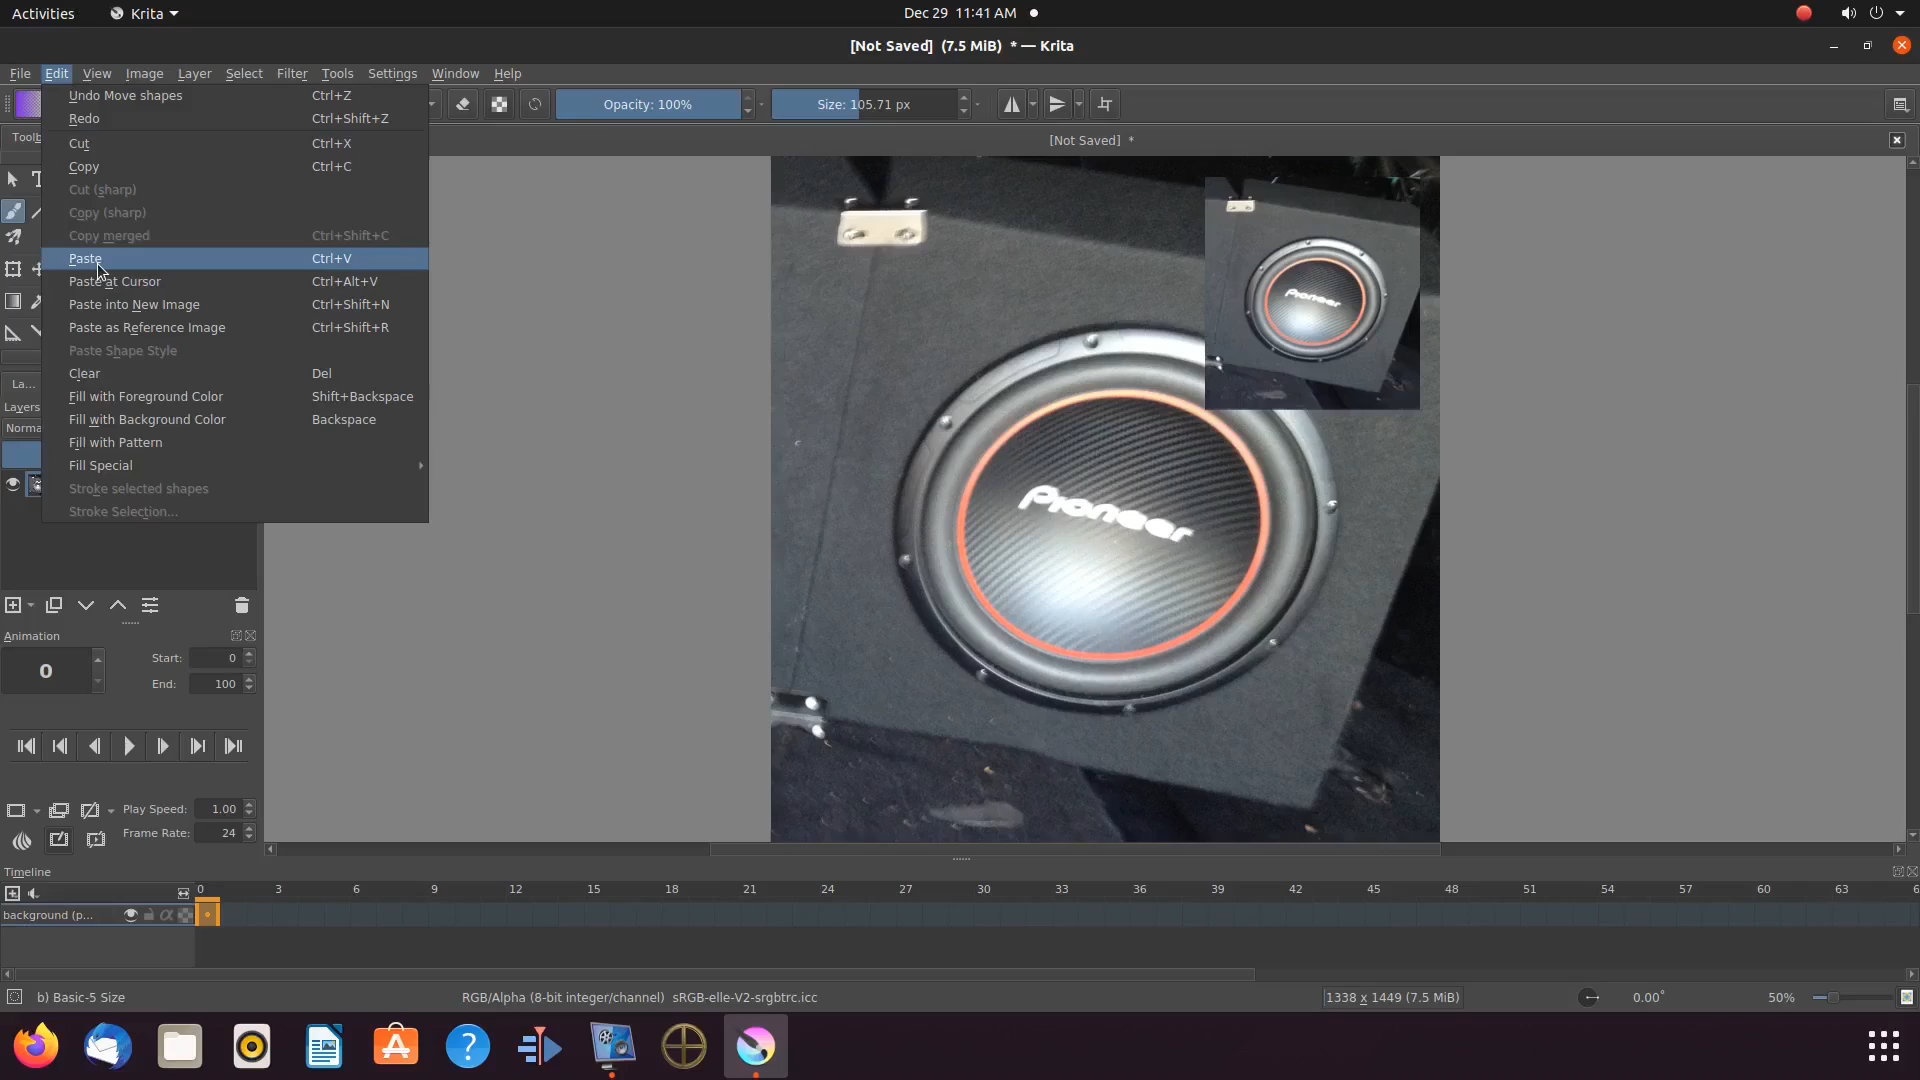 Activities Krita Dec 29 11:41 AM
[Not Saved] (7.5 MiB) * — Krita
File Edit View Image Layer Select Filter Tools Settings Window Help
Undo Move shapes Ctrl+Z
Opacity: 100% Size: 105.71 px
Redo Ctrl+Shift+Z
[Not Saved] *
Cut Ctrl+X
Copy Ctrl+C
Cut (sharp)
Copy (sharp)
Copy merged Ctrl+Shift+C
Paste Ctrl+V
Paste at Cursor Ctrl+Alt+V
Paste into New Image Ctrl+Shift+N
Paste as Reference Image Ctrl+Shift+R
Paste Shape Style
Clear Del
Fill with Foreground Color Shift+Backspace
Fill with Background Color Backspace
Fill with Pattern
Fill Special
Stroke selected shapes
Stroke Selection...
La...
Layers
Pioneer
Pioneer
Animation
0 Start: 0
End: 100
Play Speed: 1.00
Frame Rate: 24
Timeline
0 3 6 9 12 15 18 21 24 27 30 33 36 39 42 45 48 51 54 57 60 63
background (p...
b) Basic-5 Size RGB/Alpha (8-bit integer/channel) sRGB-elle-V2-srgbtrc.icc 1338 x 1449 (7.5 MiB) 0.00° 50%